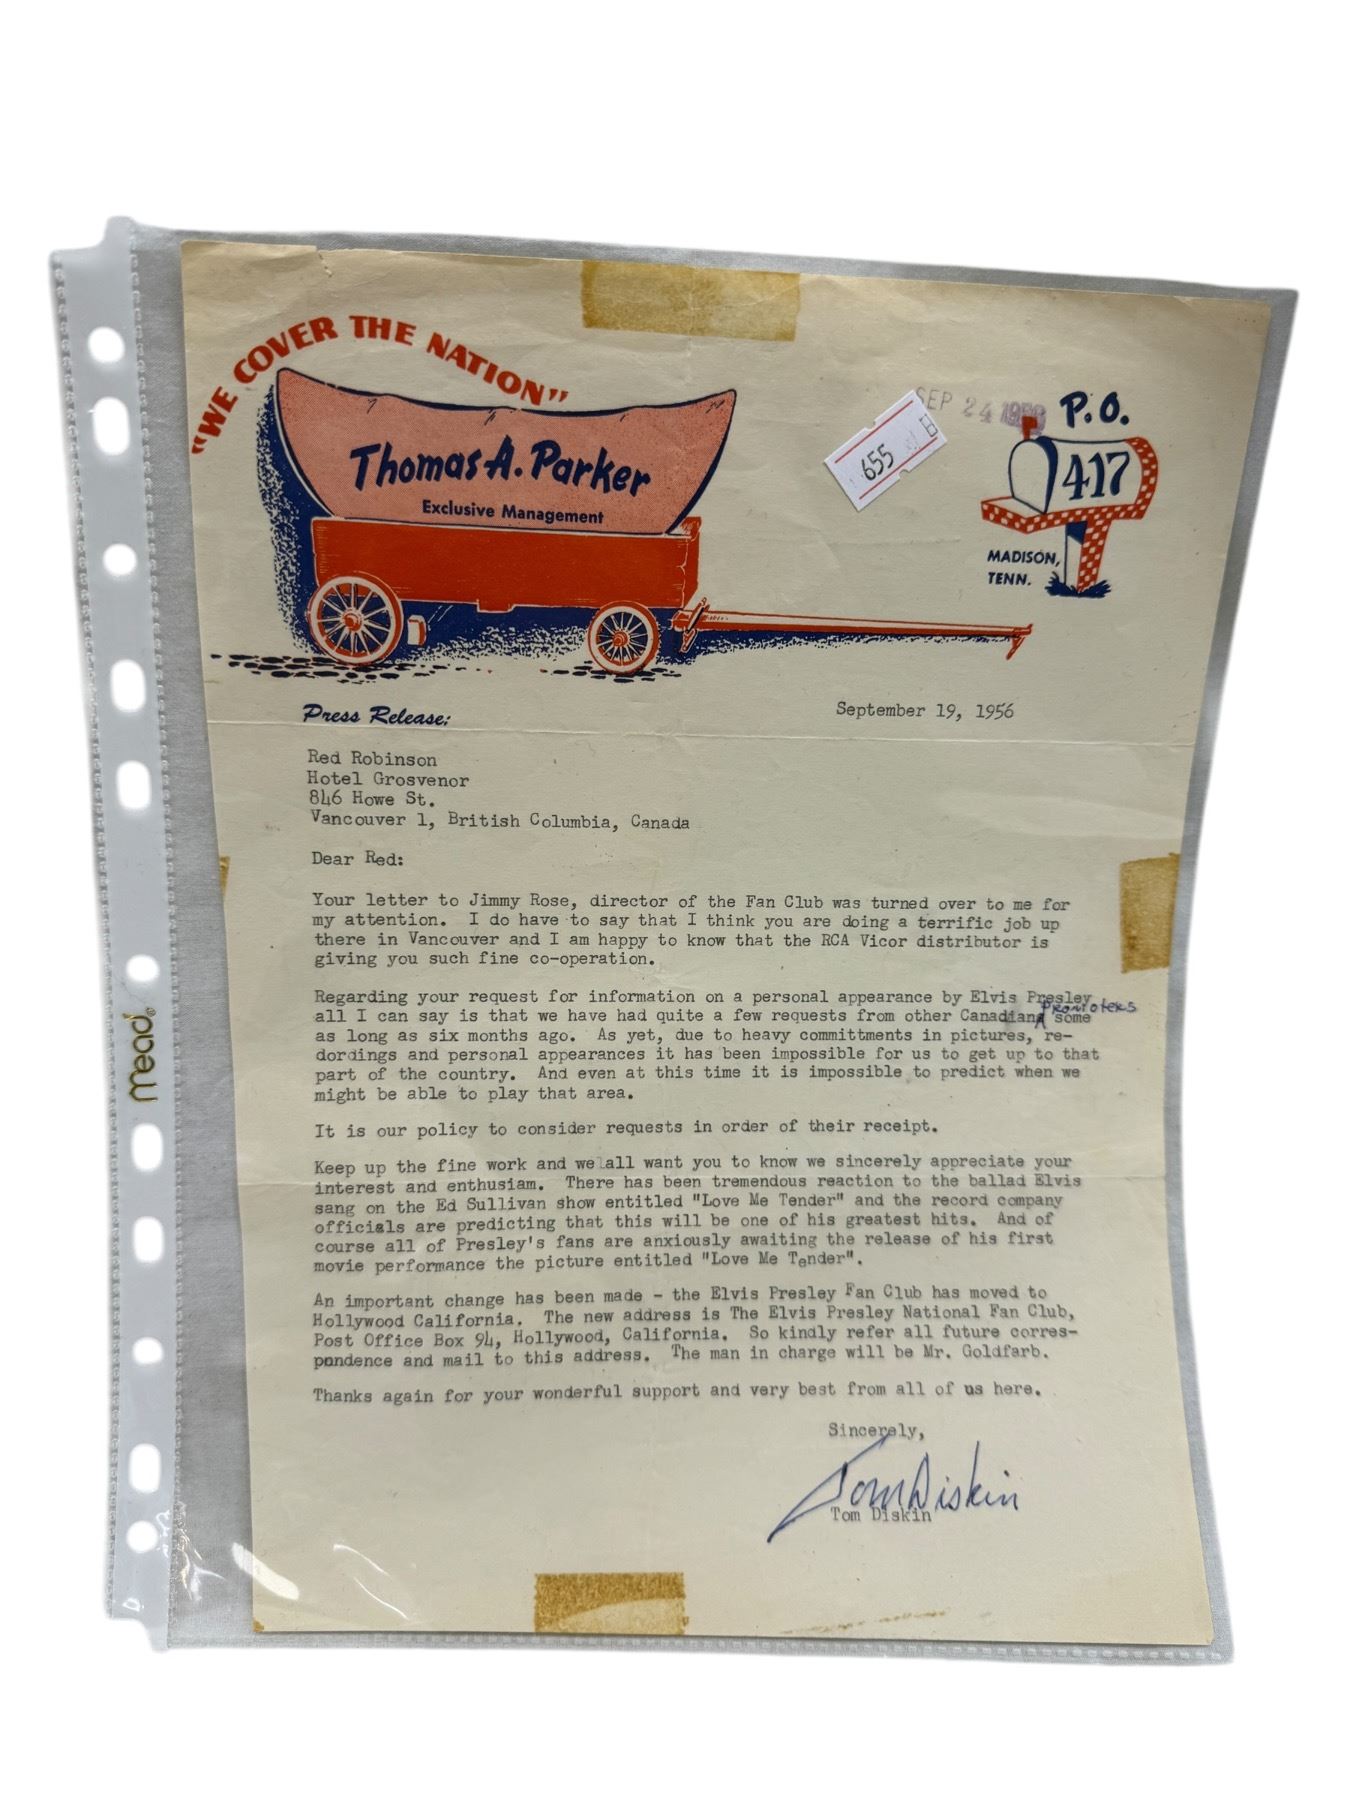 "WE COVER THE NATION"
Thomas A. Parker
Exclusive Management
SEP 24 1956
655
P.O.
417
MADISON,
TENN.
Press Release:
September 19, 1956
Red Robinson
Hotel Grosvenor
846 Howe St.
Vancouver 1, British Columbia, Canada
Dear Red:
Your letter to Jimmy Rose, director of the Fan Club was turned over to me for
my attention. I do have to say that I think you are doing a terrific job up
there in Vancouver and I am happy to know that the RCA Vicor distributor is
giving you such fine co-operation.
Regarding your request for information on a personal appearance by Elvis Presley
all I can say is that we have had quite a few requests from other Canadian promoters some
as long as six months ago. As yet, due to heavy committments in pictures, re-
dordings and personal appearances it has been impossible for us to get up to that
part of the country. And even at this time it is impossible to predict when we
might be able to play that area.
It is our policy to consider requests in order of their receipt.
Keep up the fine work and we all want you to know we sincerely appreciate your
interest and enthusiam. There has been tremendous reaction to the ballad Elvis
sang on the Ed Sullivan show entitled "Love Me Tender" and the record company
officials are predicting that this will be one of his greatest hits. And of
course all of Presley's fans are anxiously awaiting the release of his first
movie performance the picture entitled "Love Me Tender".
An important change has been made - the Elvis Presley Fan Club has moved to
Hollywood California. The new address is The Elvis Presley National Fan Club,
Post Office Box 94, Hollywood, California. So kindly refer all future corres-
pondence and mail to this address. The man in charge will be Mr. Goldfarb.
Thanks again for your wonderful support and very best from all of us here.
Sincerely,
Tom Diskin
Tom Diskin
mead